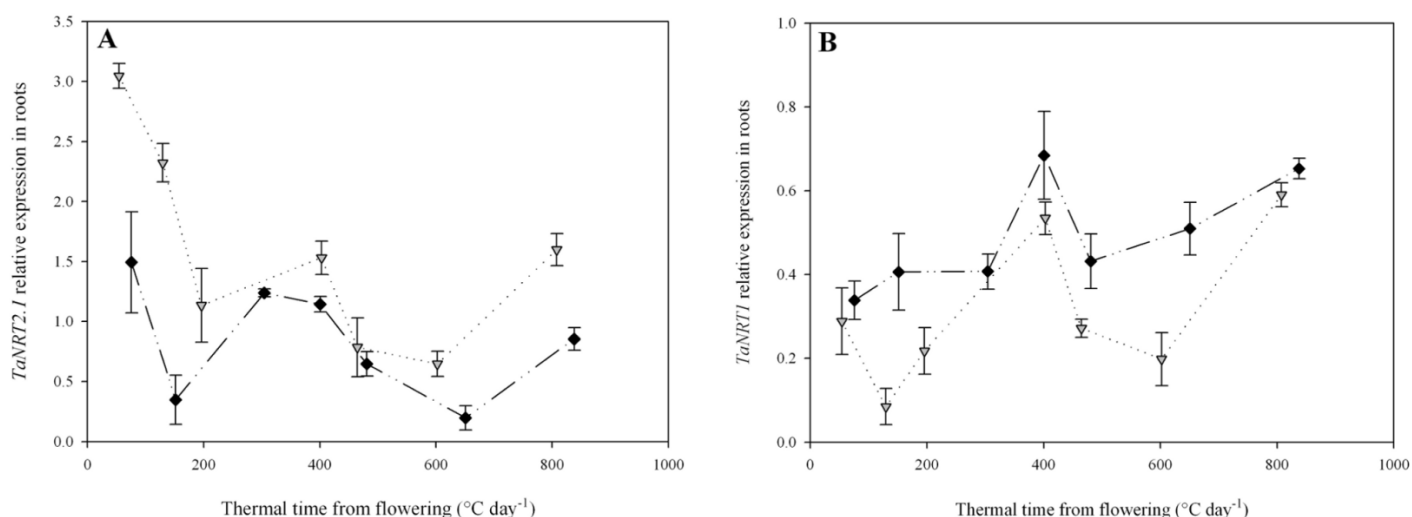 A
TaNRT2.1 relative expression in roots
3.5
3.0
2.5
2.0
1.5
1.0
0.5
0.0
0 200 400 600 800 1000
Thermal time from flowering (°C day⁻¹)
B
TaNRT1 relative expression in roots
1.0
0.8
0.6
0.4
0.2
0.0
0 200 400 600 800 1000
Thermal time from flowering (°C day⁻¹)